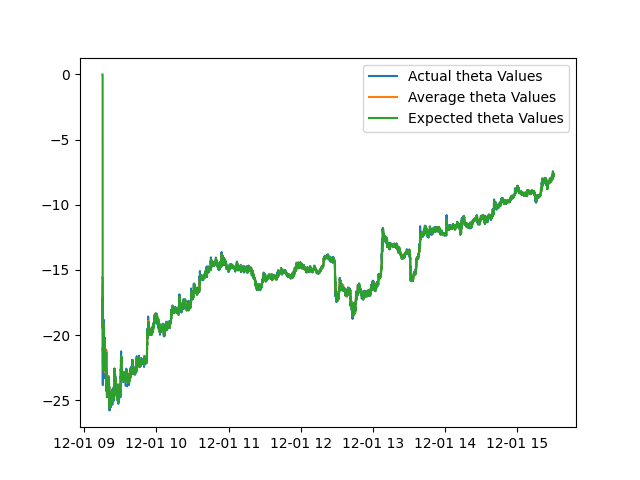 Actual theta Values
Average theta Values
Expected theta Values
0
−5
−10
−15
−20
−25
12-01 09 12-01 10 12-01 11 12-01 12 12-01 13 12-01 14 12-01 15